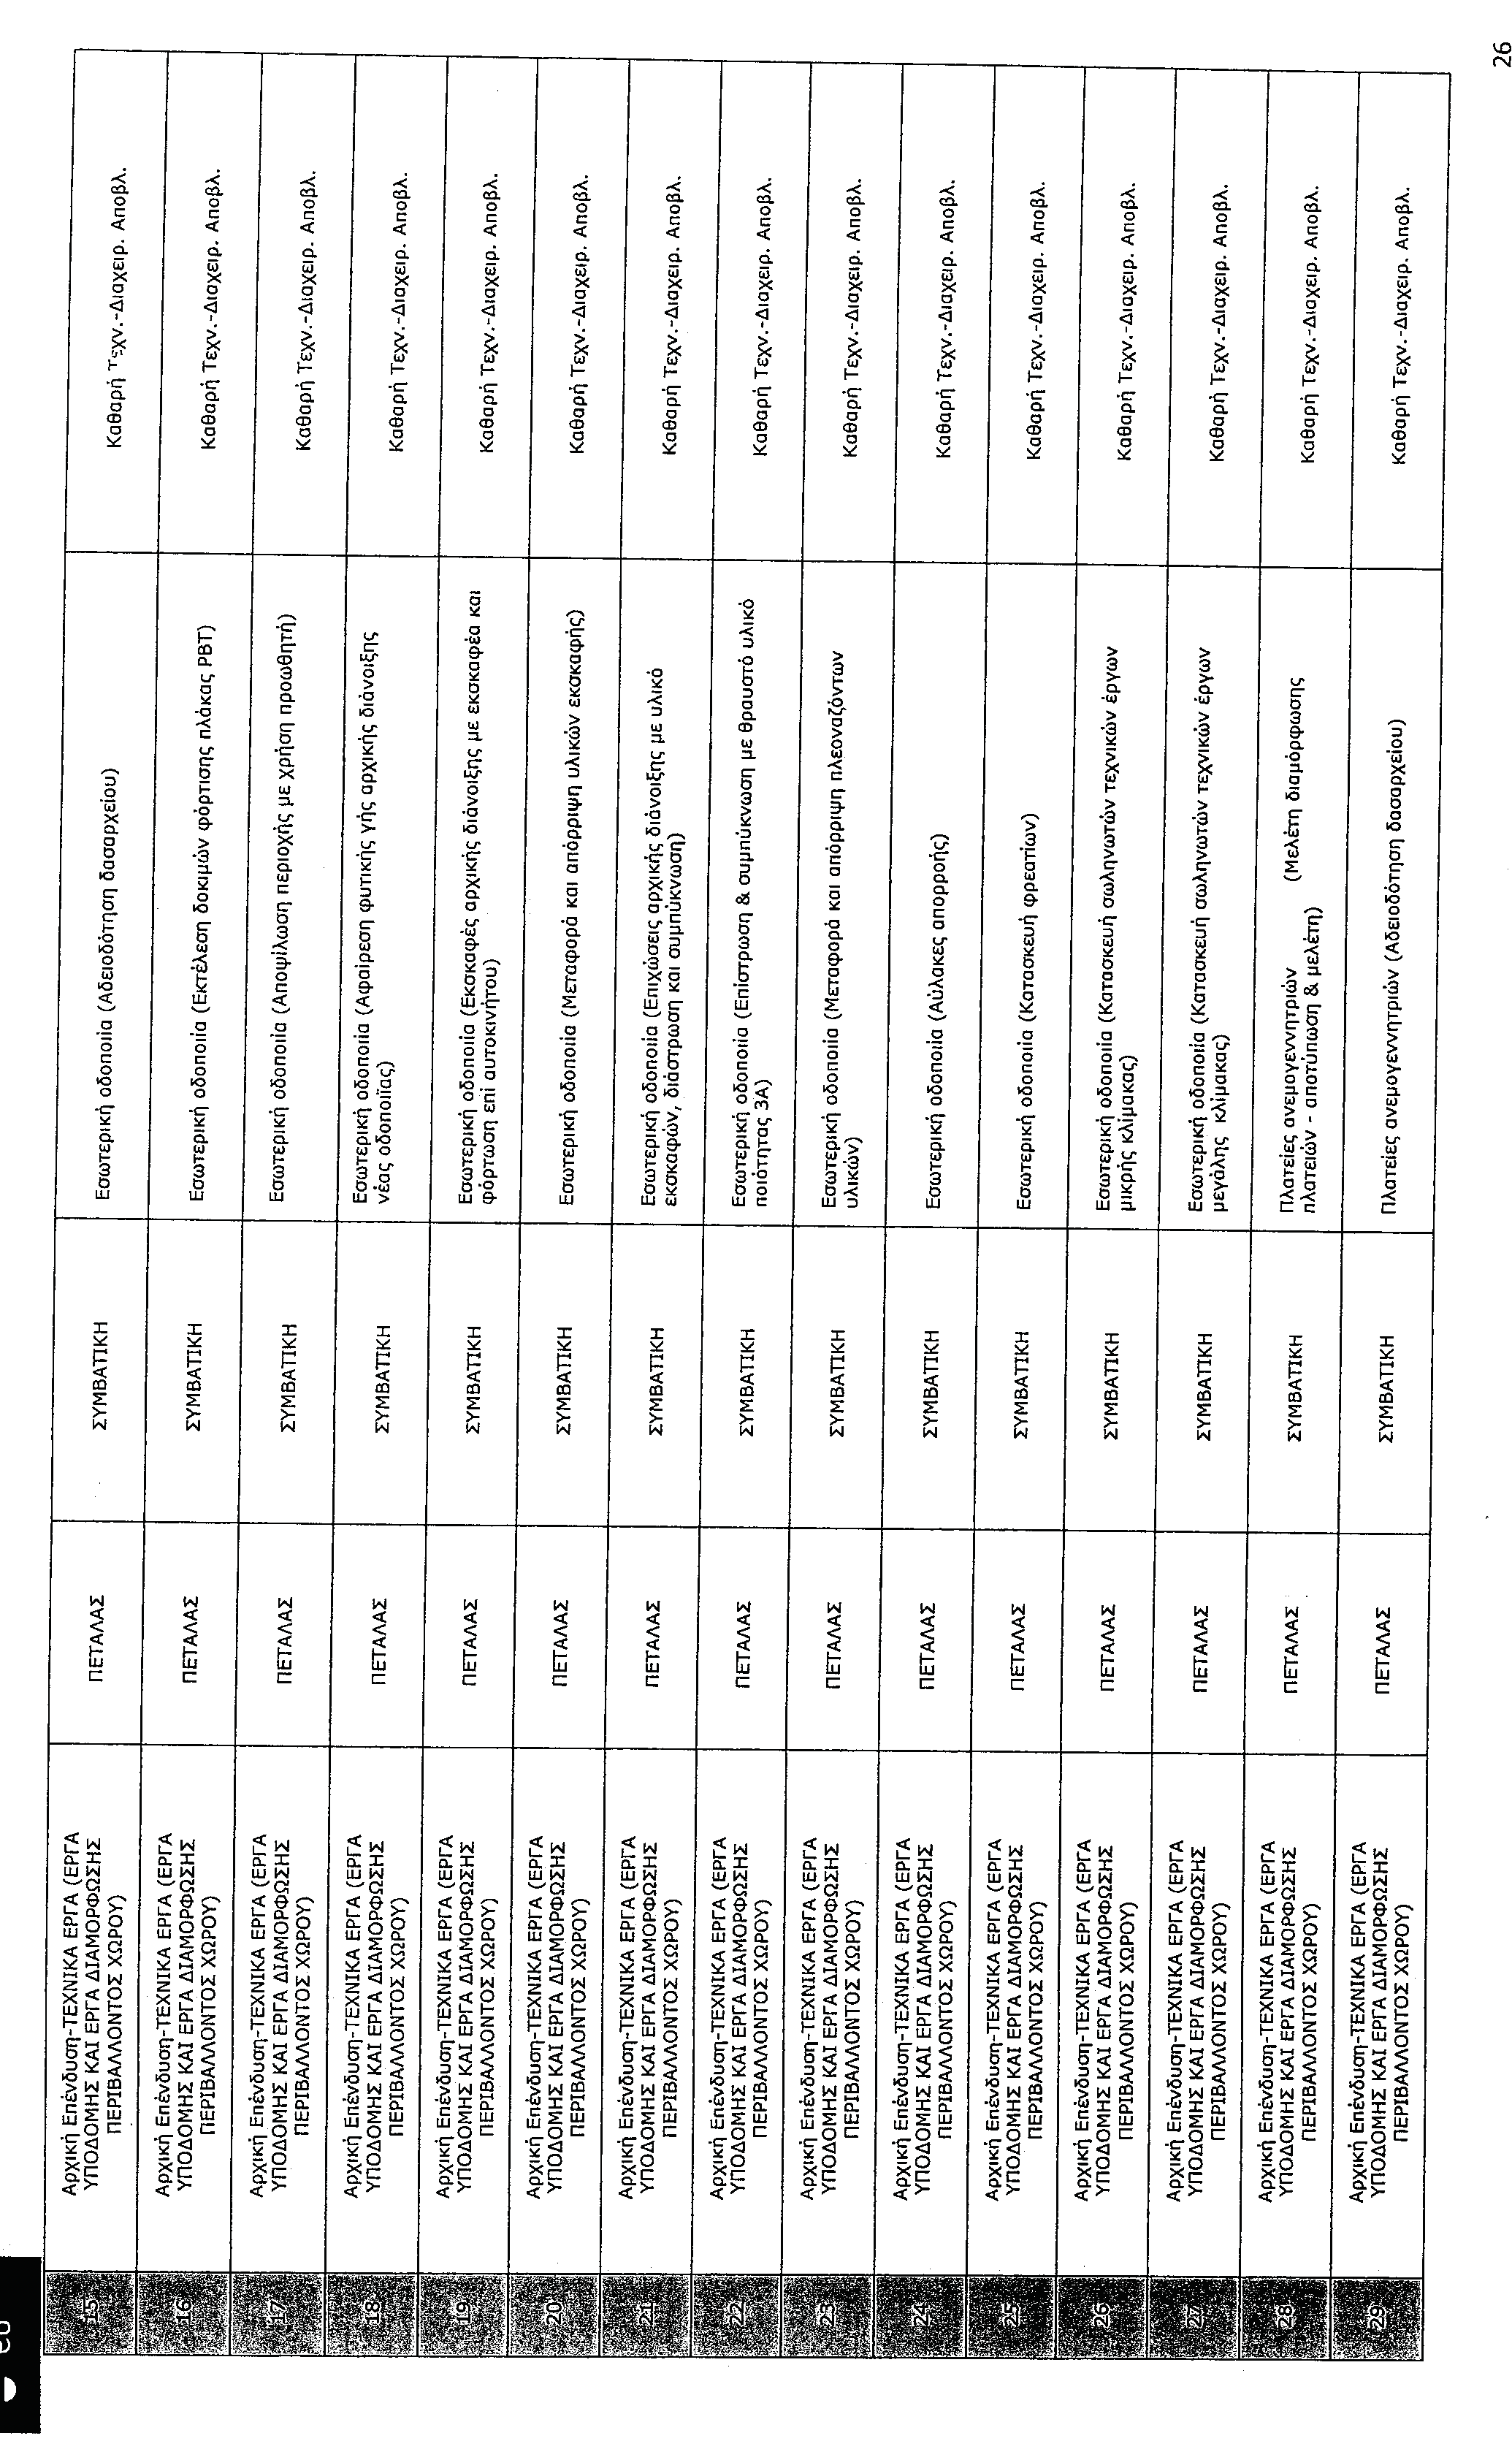 15
Αρχική Επένδυση-ΤΕΧΝΙΚΑ ΕΡΓΑ (ΕΡΓΑ
ΥΠΟΔΟΜΗΣ ΚΑΙ ΕΡΓΑ ΔΙΑΜΟΡΦΩΣΗΣ
ΠΕΡΙΒΑΛΛΟΝΤΟΣ ΧΩΡΟΥ)
ΠΕΤΑΛΑΣ
ΣΥΜΒΑΤΙΚΗ
Εσωτερική οδοποιία (Αδειοδότηση δασαρχείου)
Καθαρή Τεχν.-Διαχειρ. Αποβλ.
16
Αρχική Επένδυση-ΤΕΧΝΙΚΑ ΕΡΓΑ (ΕΡΓΑ
ΥΠΟΔΟΜΗΣ ΚΑΙ ΕΡΓΑ ΔΙΑΜΟΡΦΩΣΗΣ
ΠΕΡΙΒΑΛΛΟΝΤΟΣ ΧΩΡΟΥ)
ΠΕΤΑΛΑΣ
ΣΥΜΒΑΤΙΚΗ
Εσωτερική οδοποιία (Εκτέλεση δοκιμών φόρτισης πλάκας PBT)
Καθαρή Τεχν.-Διαχειρ. Αποβλ.
17
Αρχική Επένδυση-ΤΕΧΝΙΚΑ ΕΡΓΑ (ΕΡΓΑ
ΥΠΟΔΟΜΗΣ ΚΑΙ ΕΡΓΑ ΔΙΑΜΟΡΦΩΣΗΣ
ΠΕΡΙΒΑΛΛΟΝΤΟΣ ΧΩΡΟΥ)
ΠΕΤΑΛΑΣ
ΣΥΜΒΑΤΙΚΗ
Εσωτερική οδοποιία (Αποψίλωση περιοχής με χρήση προωθητή)
Καθαρή Τεχν.-Διαχειρ. Αποβλ.
18
Αρχική Επένδυση-ΤΕΧΝΙΚΑ ΕΡΓΑ (ΕΡΓΑ
ΥΠΟΔΟΜΗΣ ΚΑΙ ΕΡΓΑ ΔΙΑΜΟΡΦΩΣΗΣ
ΠΕΡΙΒΑΛΛΟΝΤΟΣ ΧΩΡΟΥ)
ΠΕΤΑΛΑΣ
ΣΥΜΒΑΤΙΚΗ
Εσωτερική οδοποιία (Αφαίρεση φυτικής γής αρχικής διάνοιξης
νέας οδοποιίας)
Καθαρή Τεχν.-Διαχειρ. Αποβλ.
19
Αρχική Επένδυση-ΤΕΧΝΙΚΑ ΕΡΓΑ (ΕΡΓΑ
ΥΠΟΔΟΜΗΣ ΚΑΙ ΕΡΓΑ ΔΙΑΜΟΡΦΩΣΗΣ
ΠΕΡΙΒΑΛΛΟΝΤΟΣ ΧΩΡΟΥ)
ΠΕΤΑΛΑΣ
ΣΥΜΒΑΤΙΚΗ
Εσωτερική οδοποιία (Εκσκαφές αρχικής διάνοιξης με εκσκαφέα και
φόρτωση επί αυτοκινήτου)
Καθαρή Τεχν.-Διαχειρ. Αποβλ.
20
Αρχική Επένδυση-ΤΕΧΝΙΚΑ ΕΡΓΑ (ΕΡΓΑ
ΥΠΟΔΟΜΗΣ ΚΑΙ ΕΡΓΑ ΔΙΑΜΟΡΦΩΣΗΣ
ΠΕΡΙΒΑΛΛΟΝΤΟΣ ΧΩΡΟΥ)
ΠΕΤΑΛΑΣ
ΣΥΜΒΑΤΙΚΗ
Εσωτερική οδοποιία (Μεταφορά και απόρριψη υλικών εκσκαφής)
Καθαρή Τεχν.-Διαχειρ. Αποβλ.
21
Αρχική Επένδυση-ΤΕΧΝΙΚΑ ΕΡΓΑ (ΕΡΓΑ
ΥΠΟΔΟΜΗΣ ΚΑΙ ΕΡΓΑ ΔΙΑΜΟΡΦΩΣΗΣ
ΠΕΡΙΒΑΛΛΟΝΤΟΣ ΧΩΡΟΥ)
ΠΕΤΑΛΑΣ
ΣΥΜΒΑΤΙΚΗ
Εσωτερική οδοποιία (Επιχώσεις αρχικής διάνοιξης με υλικό
εκσκαφών, διάστρωση και συμπύκνωση)
Καθαρή Τεχν.-Διαχειρ. Αποβλ.
22
Αρχική Επένδυση-ΤΕΧΝΙΚΑ ΕΡΓΑ (ΕΡΓΑ
ΥΠΟΔΟΜΗΣ ΚΑΙ ΕΡΓΑ ΔΙΑΜΟΡΦΩΣΗΣ
ΠΕΡΙΒΑΛΛΟΝΤΟΣ ΧΩΡΟΥ)
ΠΕΤΑΛΑΣ
ΣΥΜΒΑΤΙΚΗ
Εσωτερική οδοποιία (Επίστρωση & συμπύκνωση με θραυστό υλικό
ποιότητας 3Α)
Καθαρή Τεχν.-Διαχειρ. Αποβλ.
23
Αρχική Επένδυση-ΤΕΧΝΙΚΑ ΕΡΓΑ (ΕΡΓΑ
ΥΠΟΔΟΜΗΣ ΚΑΙ ΕΡΓΑ ΔΙΑΜΟΡΦΩΣΗΣ
ΠΕΡΙΒΑΛΛΟΝΤΟΣ ΧΩΡΟΥ)
ΠΕΤΑΛΑΣ
ΣΥΜΒΑΤΙΚΗ
Εσωτερική οδοποιία (Μεταφορά και απόρριψη πλεοναζόντων
υλικών)
Καθαρή Τεχν.-Διαχειρ. Αποβλ.
24
Αρχική Επένδυση-ΤΕΧΝΙΚΑ ΕΡΓΑ (ΕΡΓΑ
ΥΠΟΔΟΜΗΣ ΚΑΙ ΕΡΓΑ ΔΙΑΜΟΡΦΩΣΗΣ
ΠΕΡΙΒΑΛΛΟΝΤΟΣ ΧΩΡΟΥ)
ΠΕΤΑΛΑΣ
ΣΥΜΒΑΤΙΚΗ
Εσωτερική οδοποιία (Αύλακες απορροής)
Καθαρή Τεχν.-Διαχειρ. Αποβλ.
25
Αρχική Επένδυση-ΤΕΧΝΙΚΑ ΕΡΓΑ (ΕΡΓΑ
ΥΠΟΔΟΜΗΣ ΚΑΙ ΕΡΓΑ ΔΙΑΜΟΡΦΩΣΗΣ
ΠΕΡΙΒΑΛΛΟΝΤΟΣ ΧΩΡΟΥ)
ΠΕΤΑΛΑΣ
ΣΥΜΒΑΤΙΚΗ
Εσωτερική οδοποιία (Κατασκευή φρεατίων)
Καθαρή Τεχν.-Διαχειρ. Αποβλ.
26
Αρχική Επένδυση-ΤΕΧΝΙΚΑ ΕΡΓΑ (ΕΡΓΑ
ΥΠΟΔΟΜΗΣ ΚΑΙ ΕΡΓΑ ΔΙΑΜΟΡΦΩΣΗΣ
ΠΕΡΙΒΑΛΛΟΝΤΟΣ ΧΩΡΟΥ)
ΠΕΤΑΛΑΣ
ΣΥΜΒΑΤΙΚΗ
Εσωτερική οδοποιία (Κατασκευή σωληνωτών τεχνικών έργων
μικρής κλίμακας)
Καθαρή Τεχν.-Διαχειρ. Αποβλ.
27
Αρχική Επένδυση-ΤΕΧΝΙΚΑ ΕΡΓΑ (ΕΡΓΑ
ΥΠΟΔΟΜΗΣ ΚΑΙ ΕΡΓΑ ΔΙΑΜΟΡΦΩΣΗΣ
ΠΕΡΙΒΑΛΛΟΝΤΟΣ ΧΩΡΟΥ)
ΠΕΤΑΛΑΣ
ΣΥΜΒΑΤΙΚΗ
Εσωτερική οδοποιία (Κατασκευή σωληνωτών τεχνικών έργων
μεγάλης κλίμακας)
Καθαρή Τεχν.-Διαχειρ. Αποβλ.
28
Αρχική Επένδυση-ΤΕΧΝΙΚΑ ΕΡΓΑ (ΕΡΓΑ
ΥΠΟΔΟΜΗΣ ΚΑΙ ΕΡΓΑ ΔΙΑΜΟΡΦΩΣΗΣ
ΠΕΡΙΒΑΛΛΟΝΤΟΣ ΧΩΡΟΥ)
ΠΕΤΑΛΑΣ
ΣΥΜΒΑΤΙΚΗ
Πλατείες ανεμογεννητριών (Μελέτη διαμόρφωσης
πλατειών - αποτύπωση & μελέτη)
Καθαρή Τεχν.-Διαχειρ. Αποβλ.
29
Αρχική Επένδυση-ΤΕΧΝΙΚΑ ΕΡΓΑ (ΕΡΓΑ
ΥΠΟΔΟΜΗΣ ΚΑΙ ΕΡΓΑ ΔΙΑΜΟΡΦΩΣΗΣ
ΠΕΡΙΒΑΛΛΟΝΤΟΣ ΧΩΡΟΥ)
ΠΕΤΑΛΑΣ
ΣΥΜΒΑΤΙΚΗ
Πλατείες ανεμογεννητριών (Αδειοδότηση δασαρχείου)
Καθαρή Τεχν.-Διαχειρ. Αποβλ.
26